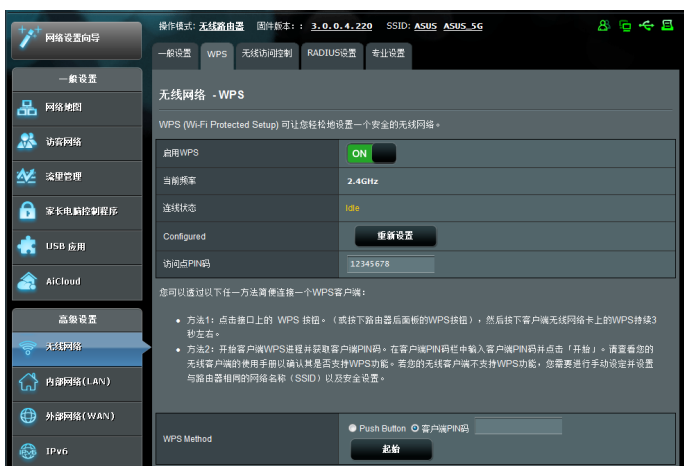 操作模式: 无线路由器 固件版本: : 3.0.0.4.220 SSID: ASUS ASUS_5G
网络设置向导
一般设置 WPS 无线访问控制 RADIUS设置 专业设置
一般设置
网络地图
访客网络
流量管理
家长电脑控制程序
USB 应用
AiCloud
高级设置
无线网络
内部网络(LAN)
外部网络(WAN)
IPv6
无线网络 - WPS
WPS (Wi-Fi Protected Setup) 可让您轻松地设置一个安全的无线网络。
启用WPS ON
当前频率 2.4GHz
连线状态 Idle
Configured 重新设置
访问点PIN码 12345678
您可以透过以下任一方法简便连接一个WPS客户端:
• 方法1: 点击接口上的 WPS 按钮。(或按下路由器后面板的WPS按钮),然后按下客户端无线网络卡上的WPS持续3
秒左右。
• 方法2: 开始客户端WPS进程并获取客户端PIN码。在客户端PIN码栏中输入客户端PIN码并点击「开始」。请查看您的
无线客户端的使用手册以确认其是否支持WPS功能。若您的无线客户端不支持WPS功能,您需要进行手动设定并设置
与路由器相同的网络名称(SSID)以及安全设置。
WPS Method Push Button 客户端PIN码
起始